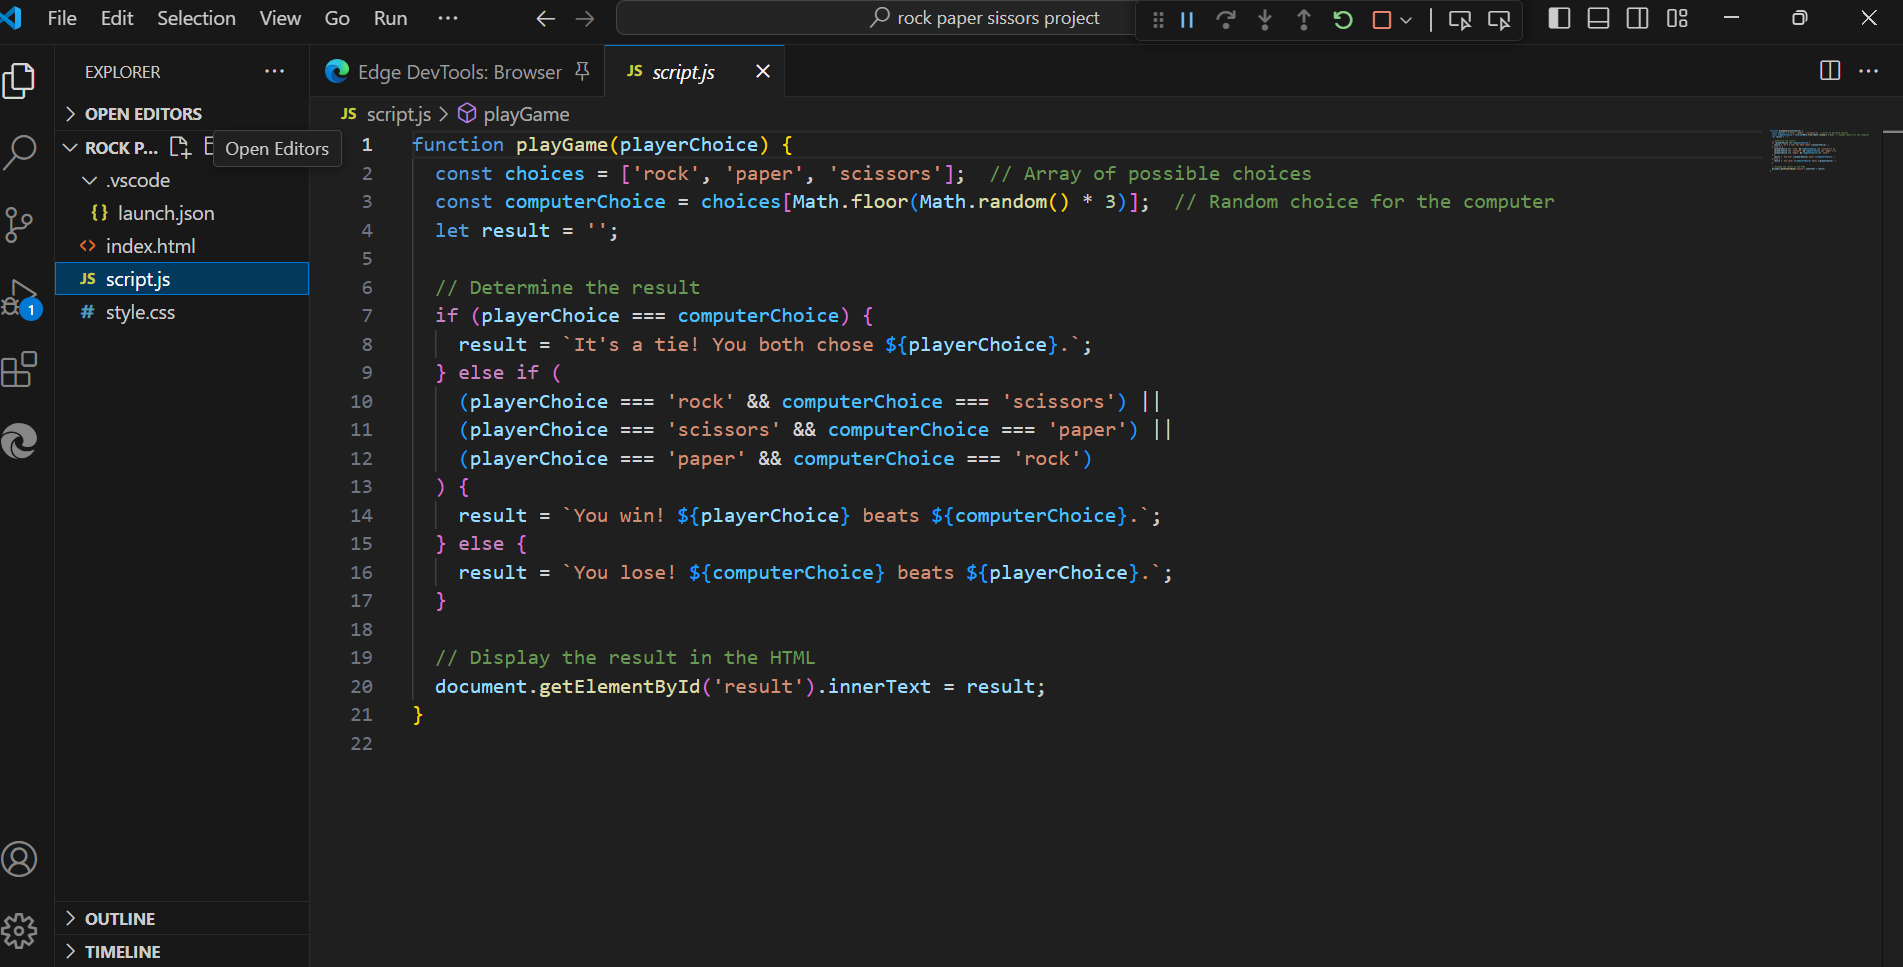 File Edit Selection View Go Run ···
rock paper sissors project
EXPLORER ···
OPEN EDITORS
ROCK P...
Open Editors
.vscode
{} launch.json
<> index.html
JS script.js
# style.css
1
OUTLINE
TIMELINE
Edge DevTools: Browser
JS script.js
JS script.js > playGame
1 function playGame(playerChoice) {
2 const choices = ['rock', 'paper', 'scissors'];  // Array of possible choices
3 const computerChoice = choices[Math.floor(Math.random() * 3)];  // Random choice for the computer
4 let result = '';
5
6 // Determine the result
7 if (playerChoice === computerChoice) {
8 result = `It's a tie! You both chose ${playerChoice}.`;
9 } else if (
10 (playerChoice === 'rock' && computerChoice === 'scissors') ||
11 (playerChoice === 'scissors' && computerChoice === 'paper') ||
12 (playerChoice === 'paper' && computerChoice === 'rock')
13 ) {
14 result = `You win! ${playerChoice} beats ${computerChoice}.`;
15 } else {
16 result = `You lose! ${computerChoice} beats ${playerChoice}.`;
17 }
18
19 // Display the result in the HTML
20 document.getElementById('result').innerText = result;
21 }
22